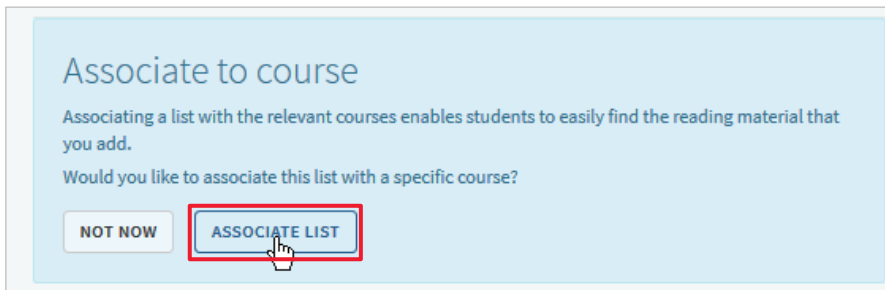 Associate to course
Associating a list with the relevant courses enables students to easily find the reading material that
you add.
Would you like to associate this list with a specific course?
NOT NOW
ASSOCIATE LIST